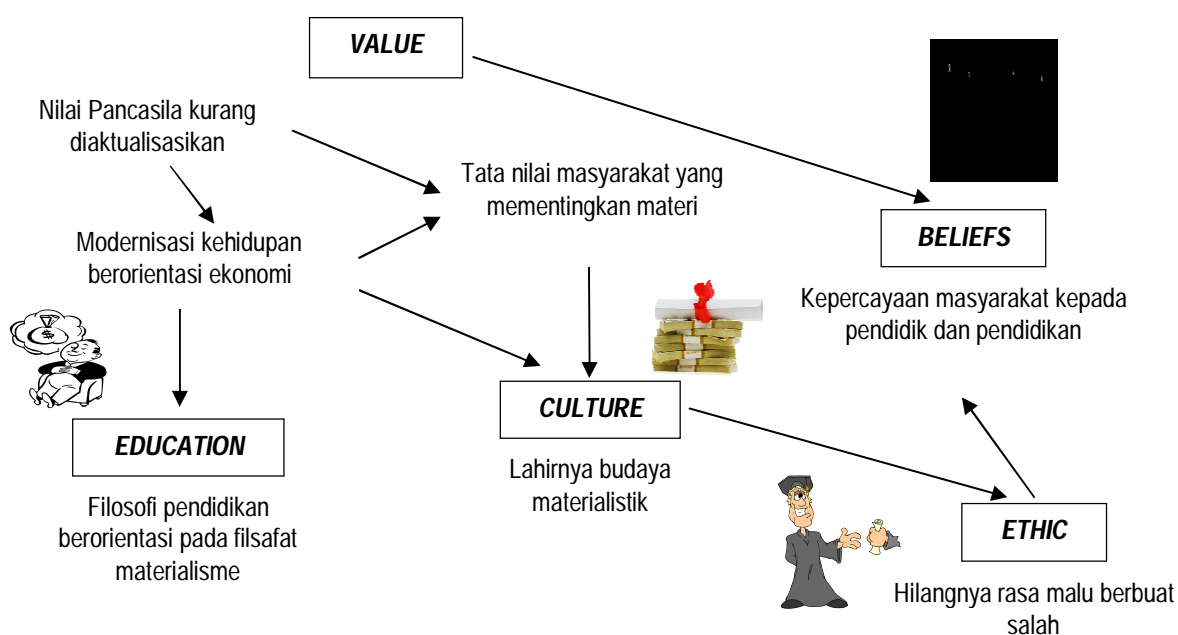 VALUE
Nilai Pancasila kurang
diaktualisasikan
Tata nilai masyarakat yang
mementingkan materi
Modernisasi kehidupan
berorientasi ekonomi
BELIEFS
Kepercayaan masyarakat kepada
pendidik dan pendidikan
$
CULTURE
Lahirnya budaya
materialistik
EDUCATION
Filosofi pendidikan
berorientasi pada filsafat
materialisme
ETHIC
Hilangnya rasa malu berbuat
salah